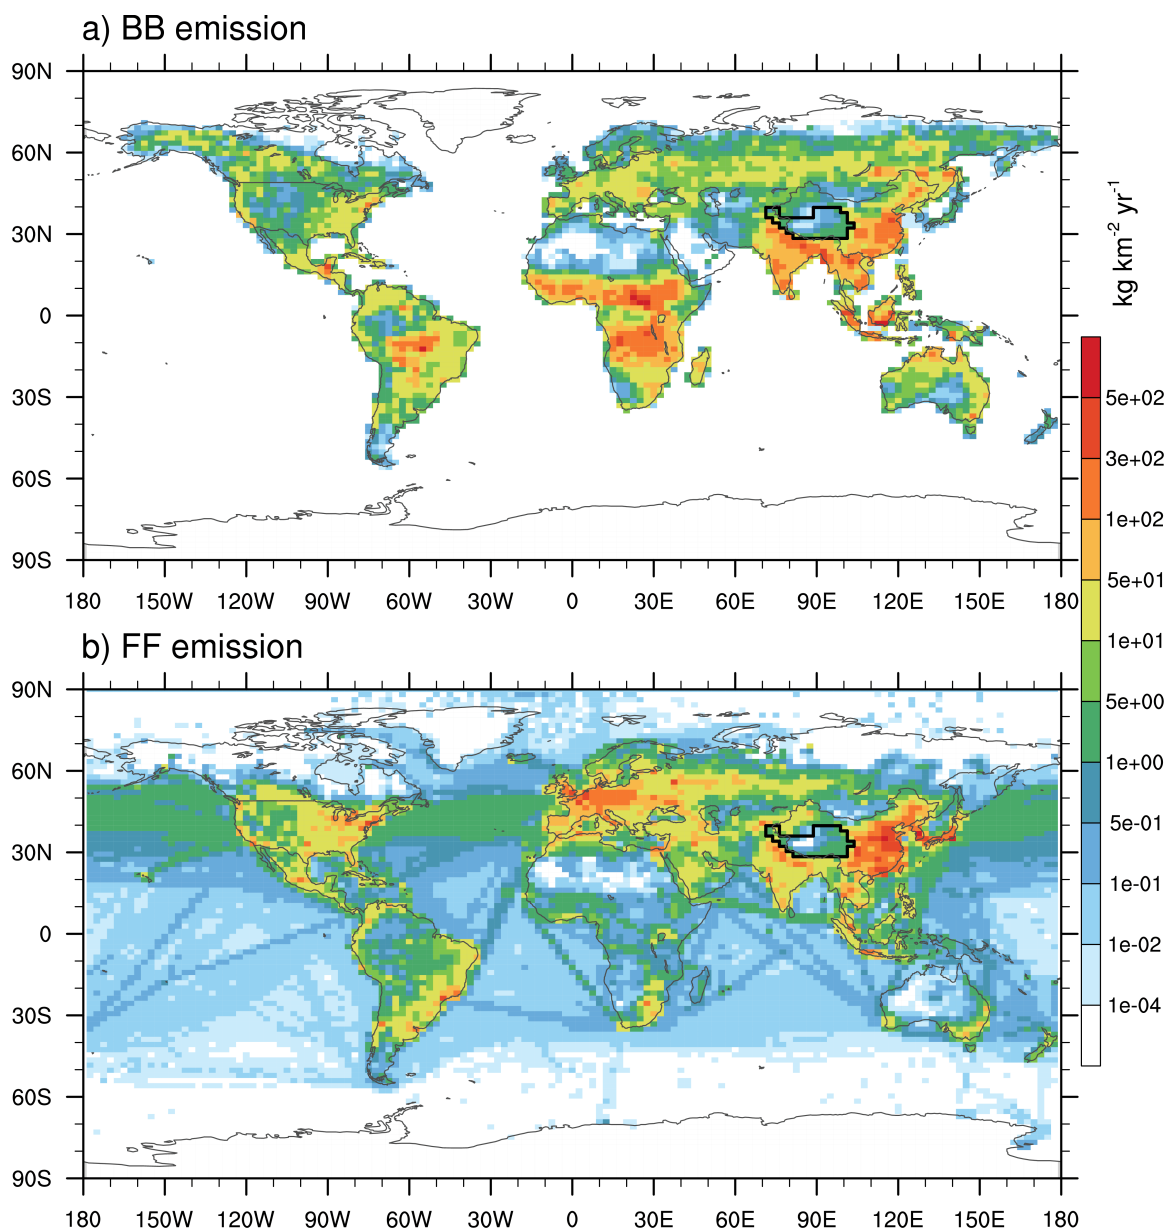 a) BB emission
90N
60N
30N
0
30S
60S
90S
180 150W 120W 90W 60W 30W 0 30E 60E 90E 120E 150E 180
kg km-2 yr-1
5e+02
3e+02
1e+02
5e+01
1e+01
5e+00
1e+00
5e-01
1e-01
1e-02
1e-04
b) FF emission
90N
60N
30N
0
30S
60S
90S
180 150W 120W 90W 60W 30W 0 30E 60E 90E 120E 150E 180